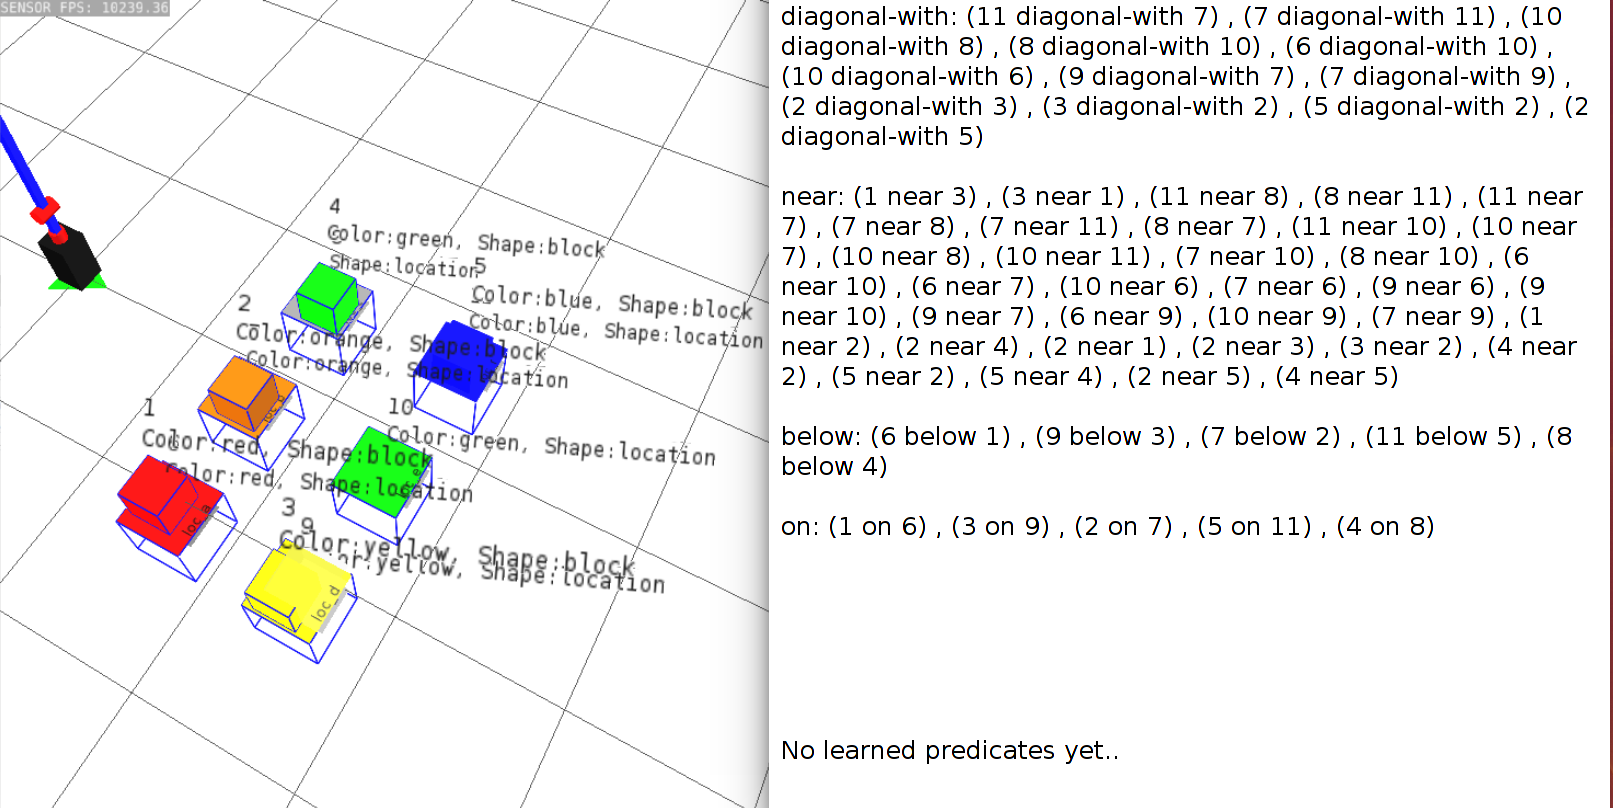 SENSOR FPS: 10239.36
4
Color:green, Shape:block
Shape:location
5
Color:blue, Shape:block
Color:blue, Shape:location
2
Color:orange, Shape:block
Color:orange, Shape:location
1
Color:red, Shape:block
Color:red, Shape:location
10
Color:green, Shape:location
3
9
Color:yellow, Shape:block
or:yellow, Shape:location
loc_a
loc_d
diagonal-with: (11 diagonal-with 7) , (7 diagonal-with 11) , (10
diagonal-with 8) , (8 diagonal-with 10) , (6 diagonal-with 10) ,
(10 diagonal-with 6) , (9 diagonal-with 7) , (7 diagonal-with 9) ,
(2 diagonal-with 3) , (3 diagonal-with 2) , (5 diagonal-with 2) , (2
diagonal-with 5)
near: (1 near 3) , (3 near 1) , (11 near 8) , (8 near 11) , (11 near
7) , (7 near 8) , (7 near 11) , (8 near 7) , (11 near 10) , (10 near
7) , (10 near 8) , (10 near 11) , (7 near 10) , (8 near 10) , (6
near 10) , (6 near 7) , (10 near 6) , (7 near 6) , (9 near 6) , (9
near 10) , (9 near 7) , (6 near 9) , (10 near 9) , (7 near 9) , (1
near 2) , (2 near 4) , (2 near 1) , (2 near 3) , (3 near 2) , (4 near
2) , (5 near 2) , (5 near 4) , (2 near 5) , (4 near 5)
below: (6 below 1) , (9 below 3) , (7 below 2) , (11 below 5) , (8
below 4)
on: (1 on 6) , (3 on 9) , (2 on 7) , (5 on 11) , (4 on 8)
No learned predicates yet..